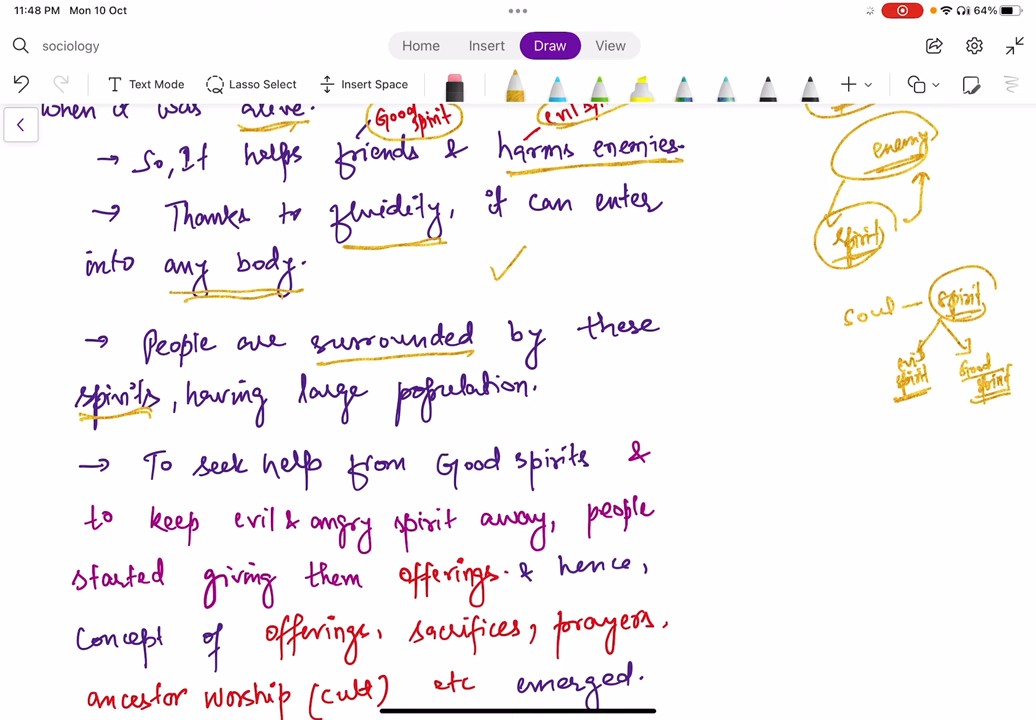 11:48 PM Mon 10 Oct
64%
sociology
Home Insert Draw View
Text Mode Lasso Select Insert Space
when it was alive.
Good spirit
evil sp
→ So, It helps friends & harms enemies.
→ Thanks to fluidity, it can enter
into any body.
→ People are surrounded by these
spirits, having large population.
→ To seek help from Good spirits &
to keep evil & angry spirit away, people
started giving them offerings. & hence,
Concept of offerings, sacrifices, prayers,
ancestor worship (cult) etc emerged.
enemy
spirit
soul – spirit
evil spirit
Good spirit